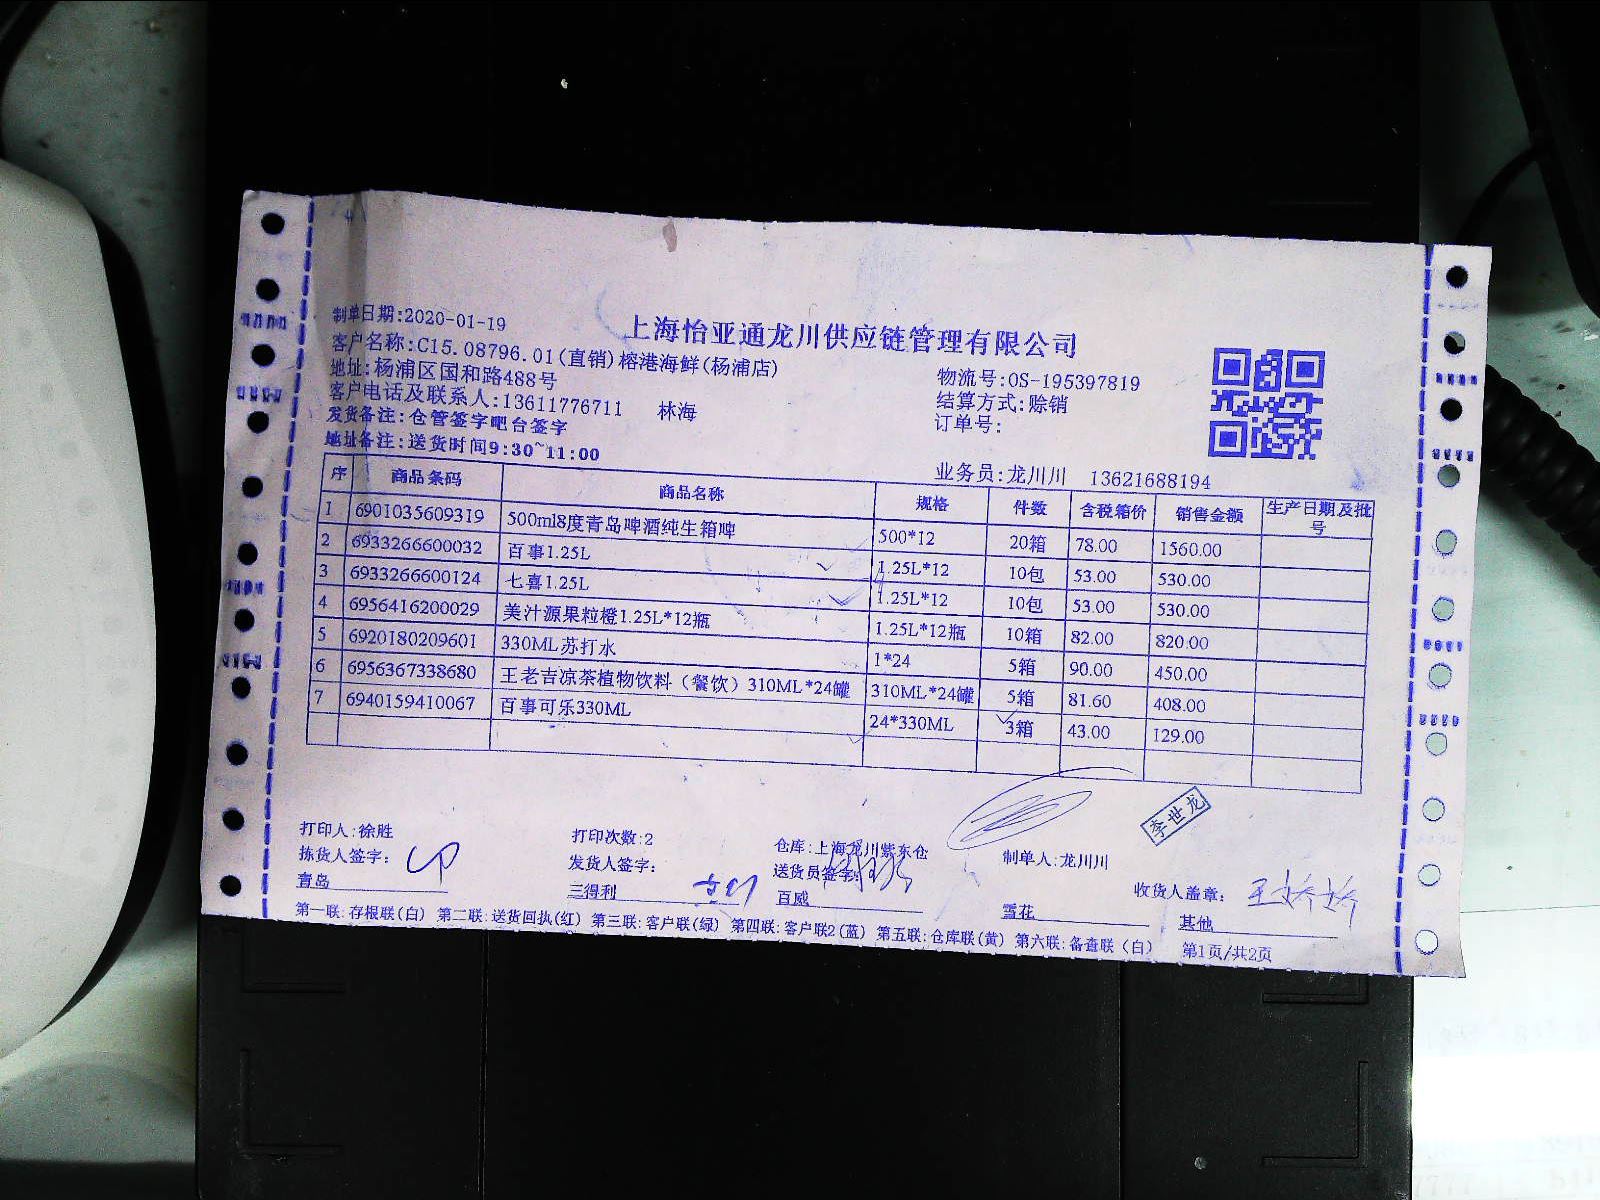 上海怡亚通龙川供应链管理有限公司
制单日期:2020-01-19
客户名称:C15.08796.01(直销)榕港海鲜(杨浦店)
地址:杨浦区国和路488号 物流号:OS-195397819
客户电话及联系人:13611776711 林海 结算方式:赊销
发货备注:仓管签字吧台签字 订单号:
地址备注:送货时间9:30~11:00 业务员:龙川川 13621688194
序 商品条码 商品名称 规格 件数 含税箱价 销售金额 生产日期及批号
1 6901035609319 500ml8度青岛啤酒纯生箱啤 500*12 20箱 78.00 1560.00
2 6933266600032 百事1.25L 1.25L*12 10包 53.00 530.00
3 6933266600124 七喜1.25L 1.25L*12 10包 53.00 530.00
4 6956416200029 美汁源果粒橙1.25L*12瓶 1.25L*12瓶 10箱 82.00 820.00
5 6920180209601 330ML苏打水 1*24 5箱 90.00 450.00
6 6956367338680 王老吉凉茶植物饮料（餐饮）310ML*24罐 310ML*24罐 5箱 81.60 408.00
7 6940159410067 百事可乐330ML 24*330ML 3箱 43.00 129.00
李世龙
打印人:徐胜 打印次数:2 仓库:上海龙川紫东仓 制单人:龙川川
拣货人签字: 发货人签字: 送货员签字: 收货人盖章:
青岛 三得利 百威 雪花 其他
第一联:存根联(白) 第二联:送货回执(红) 第三联:客户联(绿) 第四联:客户联2(蓝) 第五联:仓库联(黄) 第六联:备查联(白) 第1页/共2页